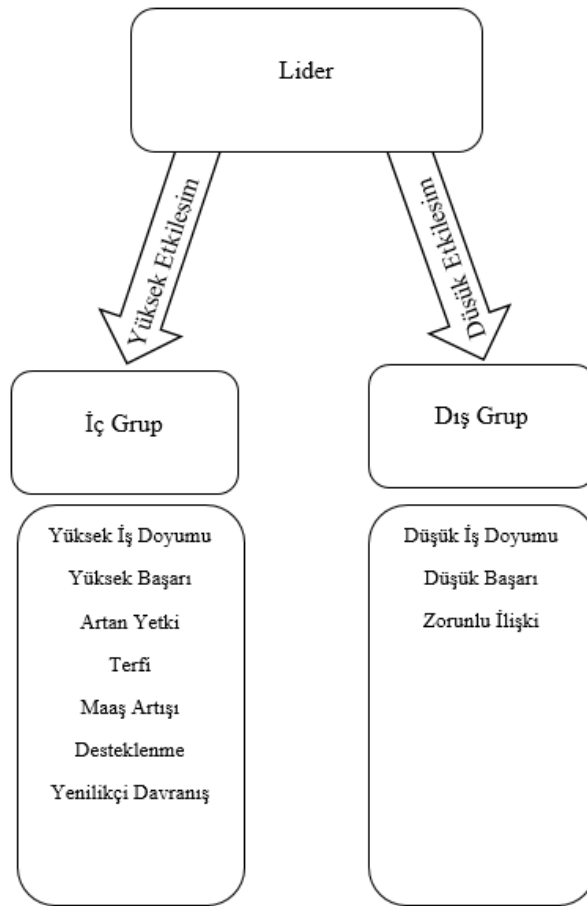 Lider
Yüksek Etkileşim
Düşük Etkileşim
İç Grup
Dış Grup
Yüksek İş Doyumu
Yüksek Başarı
Artan Yetki
Terfi
Maaş Artışı
Desteklenme
Yenilikçi Davranış
Düşük İş Doyumu
Düşük Başarı
Zorunlu İlişki